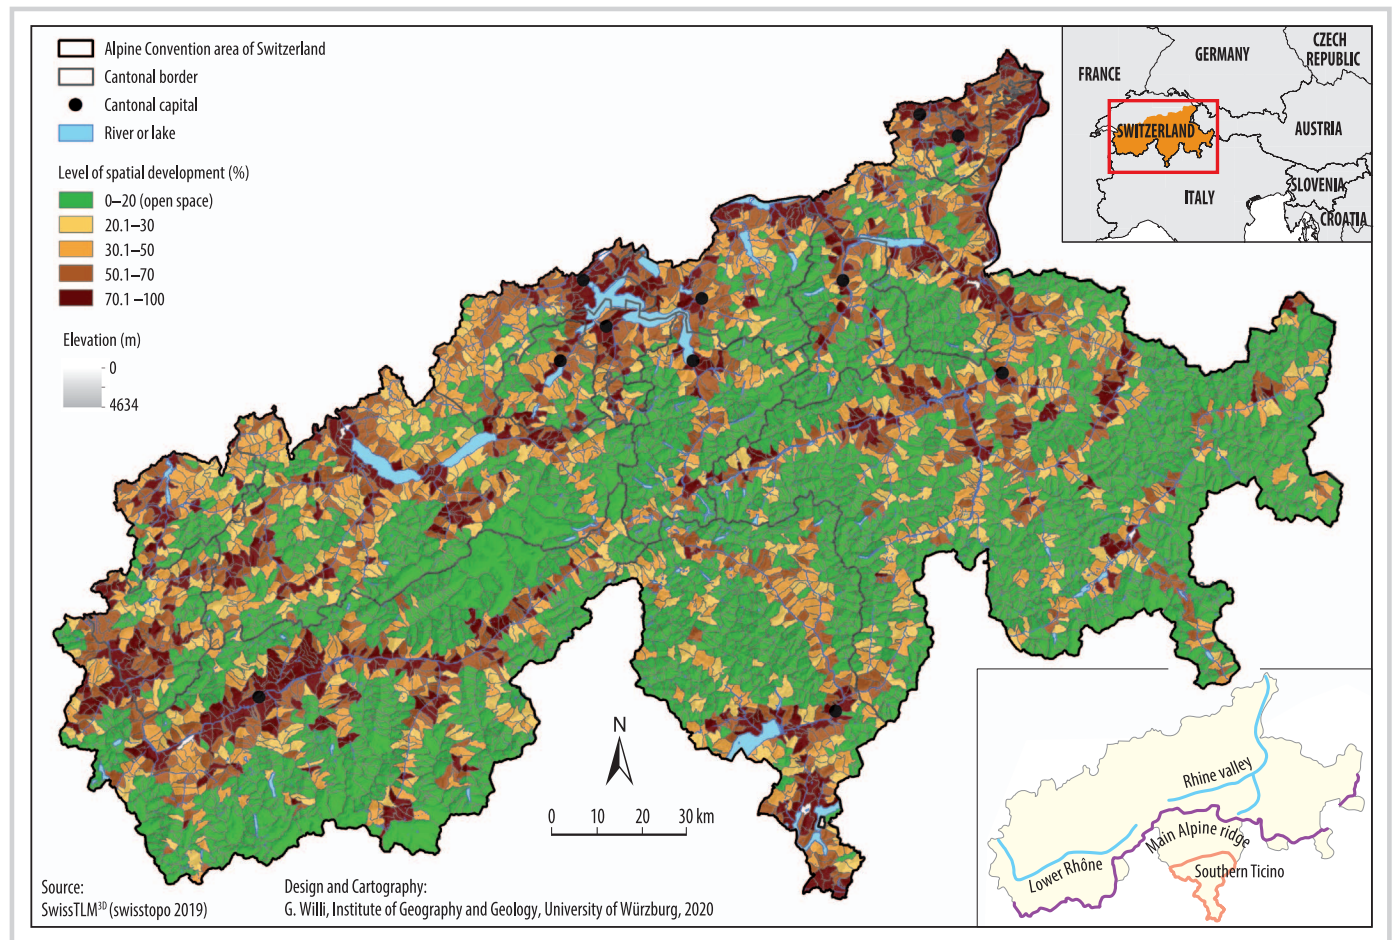 Alpine Convention area of Switzerland
Cantonal border
Cantonal capital
River or lake
Level of spatial development (%)
0–20 (open space)
20.1–30
30.1–50
50.1–70
70.1 –100
Elevation (m)
0
4634
FRANCE
GERMANY
CZECH
REPUBLIC
SWITZERLAND
AUSTRIA
ITALY
SLOVENIA
CROATIA
N
0 10 20 30 km
Rhine valley
Main Alpine ridge
Lower Rhône
Southern Ticino
Source:
SwissTLM3D (swisstopo 2019)
Design and Cartography:
G. Willi, Institute of Geography and Geology, University of Würzburg, 2020